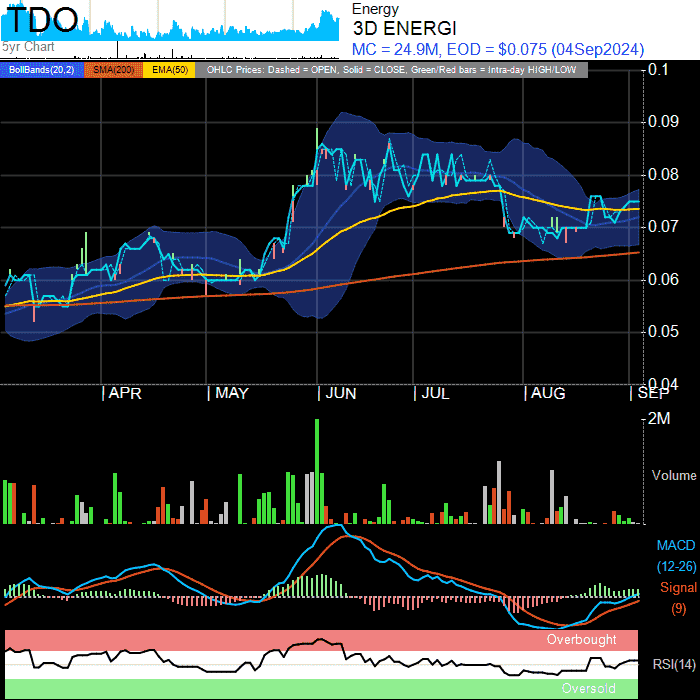 TDO
Energy
3D ENERGI
MC = 24.9M, EOD = $0.075 (04Sep2024)
5yr Chart
BollBands(20,2) SMA(200) EMA(50) OHLC Prices: Dashed = OPEN, Solid = CLOSE, Green/Red bars = Intra-day HIGH/LOW
0.1
0.09
0.08
0.07
0.06
0.05
0.04
APR MAY JUN JUL AUG SEP
2M
Volume
MACD
(12-26)
Signal
(9)
Overbought
RSI(14)
Oversold